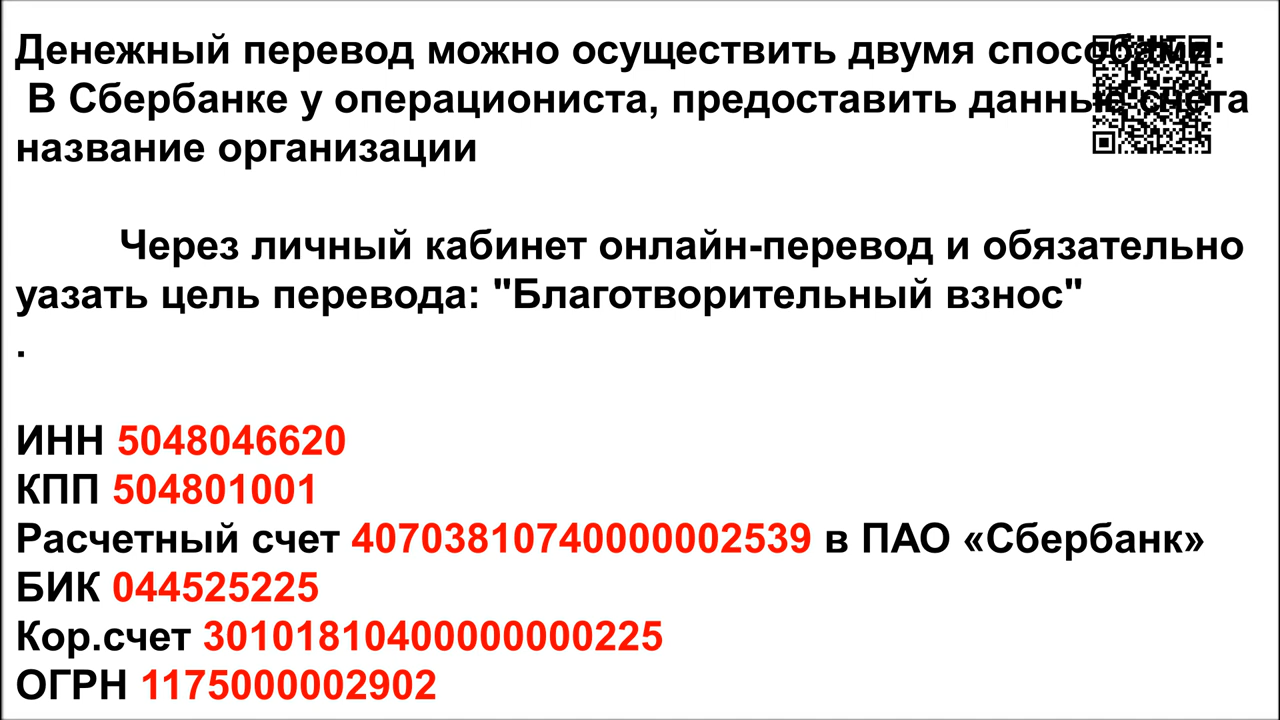 Денежный перевод можно осуществить двумя способами:
В Сбербанке у операциониста, предоставить данные счета
название организации
Через личный кабинет онлайн-перевод и обязательно
уазать цель перевода: "Благотворительный взнос"
.
ИНН 5048046620
КПП 504801001
Расчетный счет 40703810740000002539 в ПАО «Сбербанк»
БИК 044525225
Кор.счет 30101810400000000225
ОГРН 1175000002902